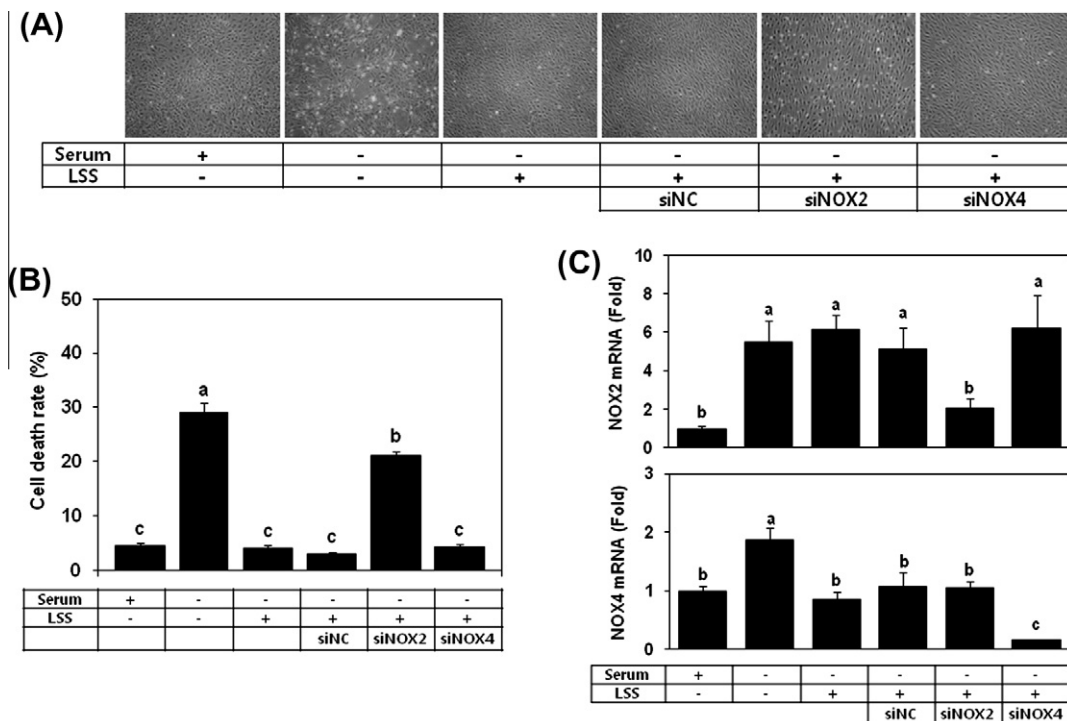 (A)
Serum + - - - - -
LSS - - + + + +
siNC siNOX2 siNOX4
(B)
Cell death rate (%)
50
40
30
20
10
0
c a c c b c
Serum + - - - - -
LSS - - + + + +
siNC siNOX2 siNOX4
(C)
NOX2 mRNA (Fold)
10
8
6
4
2
0
b a a a b a
NOX4 mRNA (Fold)
3
2
1
0
b a b b b c
Serum + - - - - -
LSS - - + + + +
siNC siNOX2 siNOX4